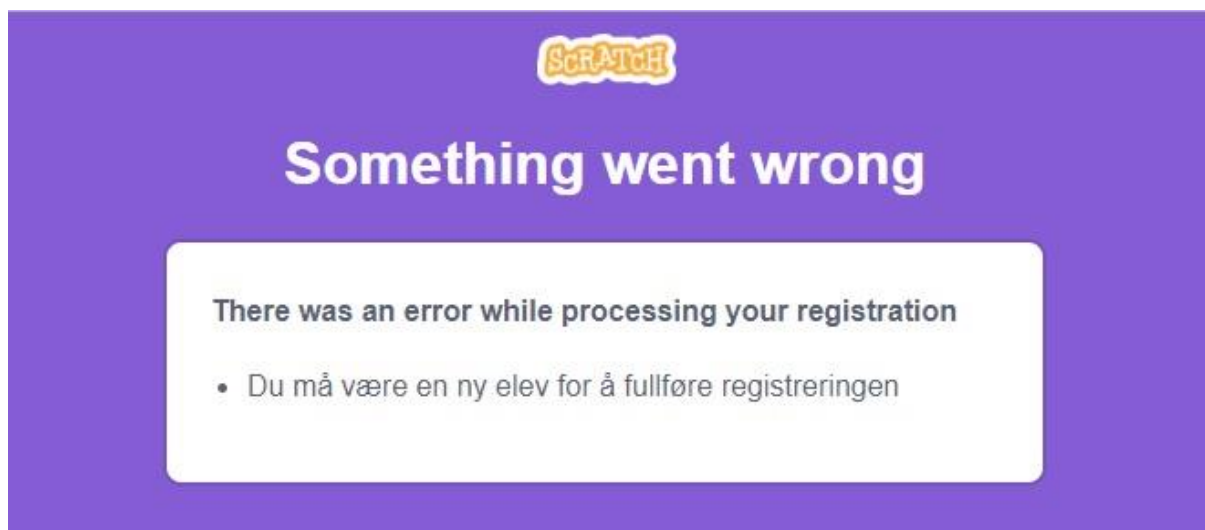 SCRATCH
Something went wrong
There was an error while processing your registration
• Du må være en ny elev for å fullføre registreringen